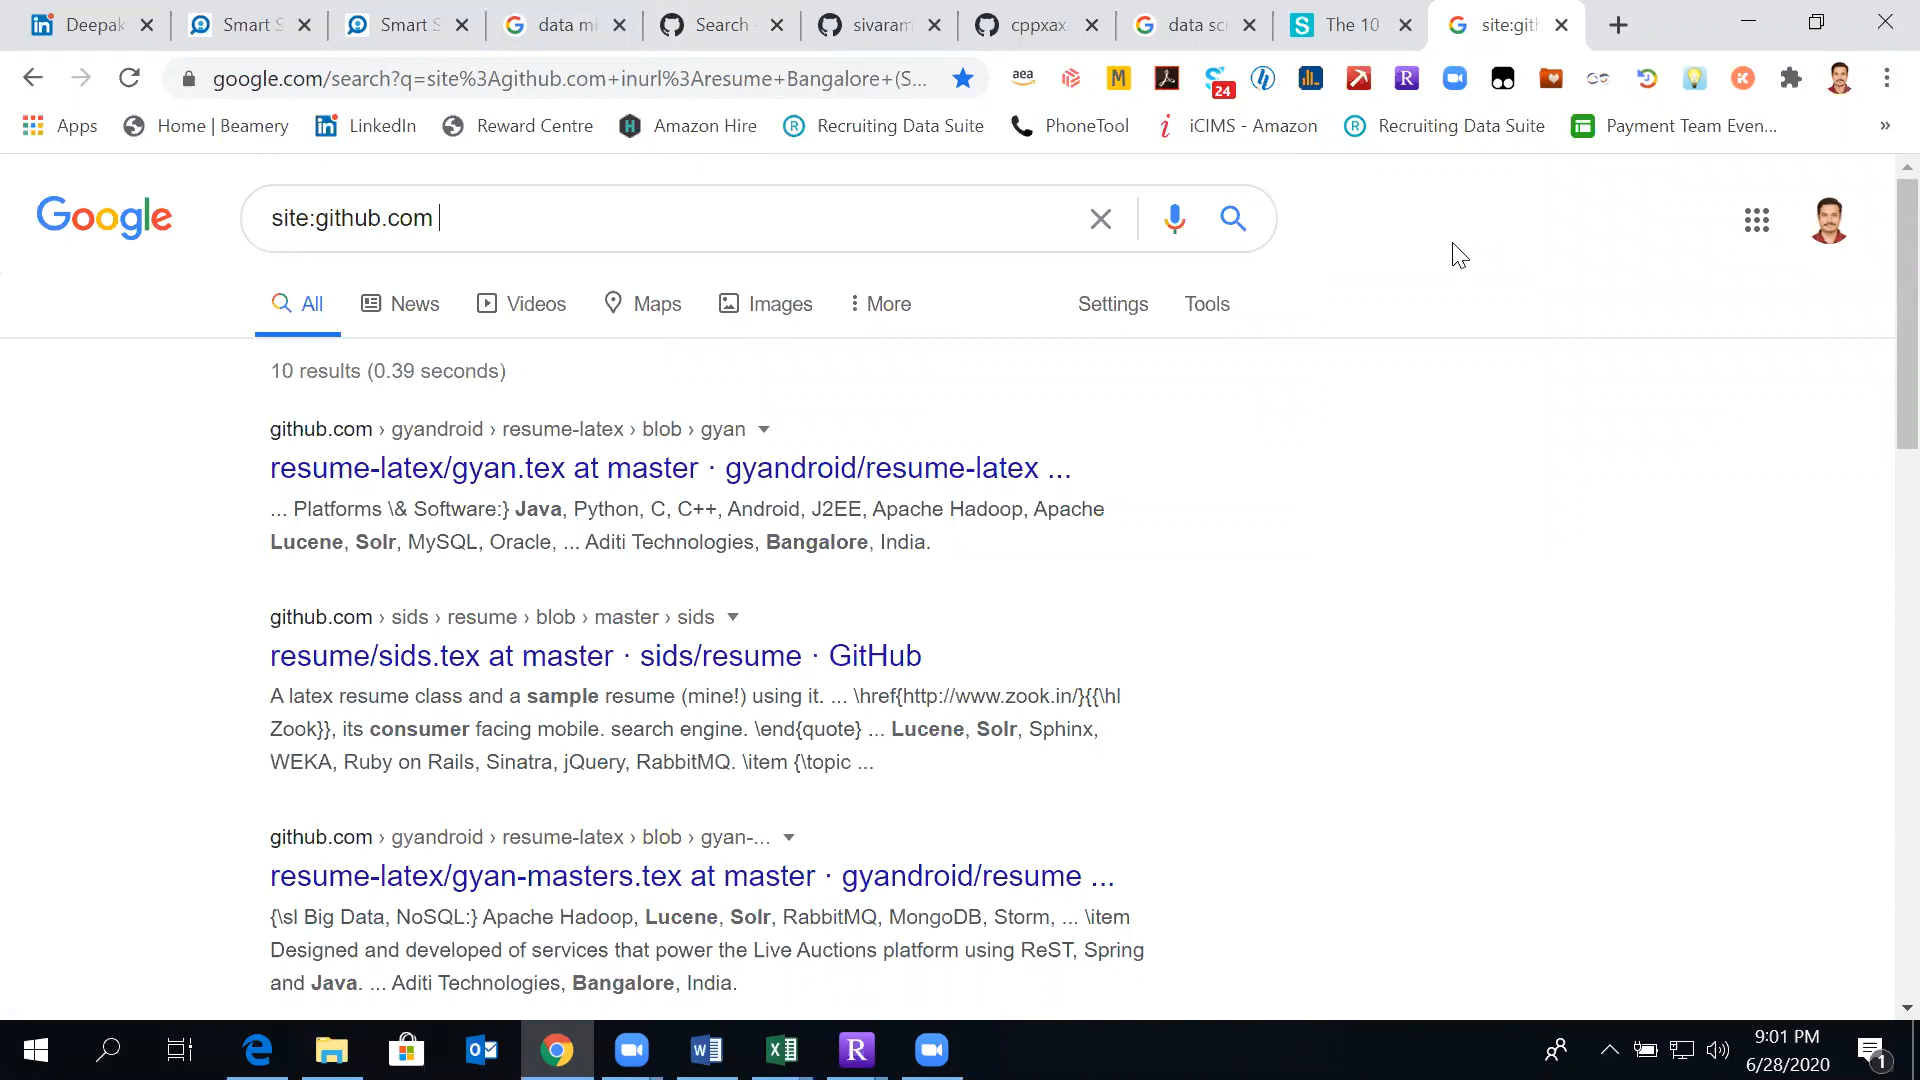 Deepak
Smart S
Smart S
data mi
Search ·
sivaram
cppxaxa
data scr
The 10
site:gith
google.com/search?q=site%3Agithub.com+inurl%3Aresume+Bangalore+(S...
aea
M
24
R
K
Apps
Home | Beamery
LinkedIn
Reward Centre
Amazon Hire
Recruiting Data Suite
PhoneTool
iCIMS - Amazon
Recruiting Data Suite
Payment Team Even...
»
Google
site:github.com
All
News
Videos
Maps
Images
More
Settings
Tools
10 results (0.39 seconds)
github.com › gyandroid › resume-latex › blob › gyan
resume-latex/gyan.tex at master · gyandroid/resume-latex ...
... Platforms \& Software:} Java, Python, C, C++, Android, J2EE, Apache Hadoop, Apache
Lucene, Solr, MySQL, Oracle, ... Aditi Technologies, Bangalore, India.
github.com › sids › resume › blob › master › sids
resume/sids.tex at master · sids/resume · GitHub
A latex resume class and a sample resume (mine!) using it. ... \href{http://www.zook.in/}{{\hl
Zook}}, its consumer facing mobile. search engine. \end{quote} ... Lucene, Solr, Sphinx,
WEKA, Ruby on Rails, Sinatra, jQuery, RabbitMQ. \item {\topic ...
github.com › gyandroid › resume-latex › blob › gyan-...
resume-latex/gyan-masters.tex at master · gyandroid/resume ...
{\sl Big Data, NoSQL:} Apache Hadoop, Lucene, Solr, RabbitMQ, MongoDB, Storm, ... \item
Designed and developed of services that power the Live Auctions platform using ReST, Spring
and Java. ... Aditi Technologies, Bangalore, India.
9:01 PM
6/28/2020
1